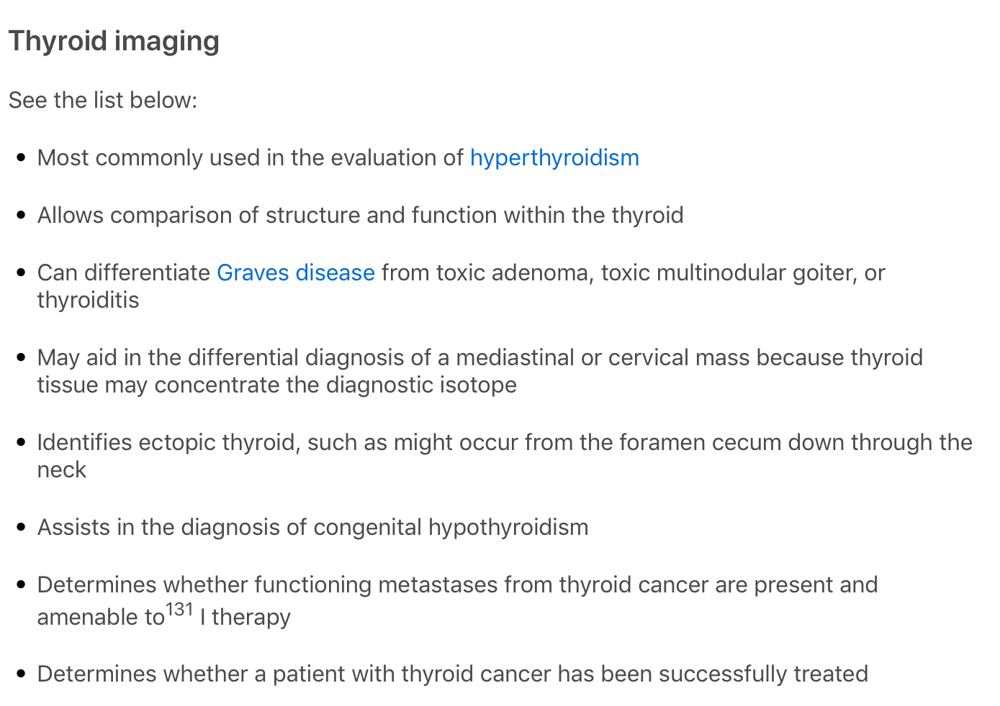 Thyroid imaging
See the list below:
• Most commonly used in the evaluation of hyperthyroidism
• Allows comparison of structure and function within the thyroid
• Can differentiate Graves disease from toxic adenoma, toxic multinodular goiter, or
thyroiditis
• May aid in the differential diagnosis of a mediastinal or cervical mass because thyroid
tissue may concentrate the diagnostic isotope
• Identifies ectopic thyroid, such as might occur from the foramen cecum down through the
neck
• Assists in the diagnosis of congenital hypothyroidism
• Determines whether functioning metastases from thyroid cancer are present and
amenable to¹³¹ I therapy
• Determines whether a patient with thyroid cancer has been successfully treated